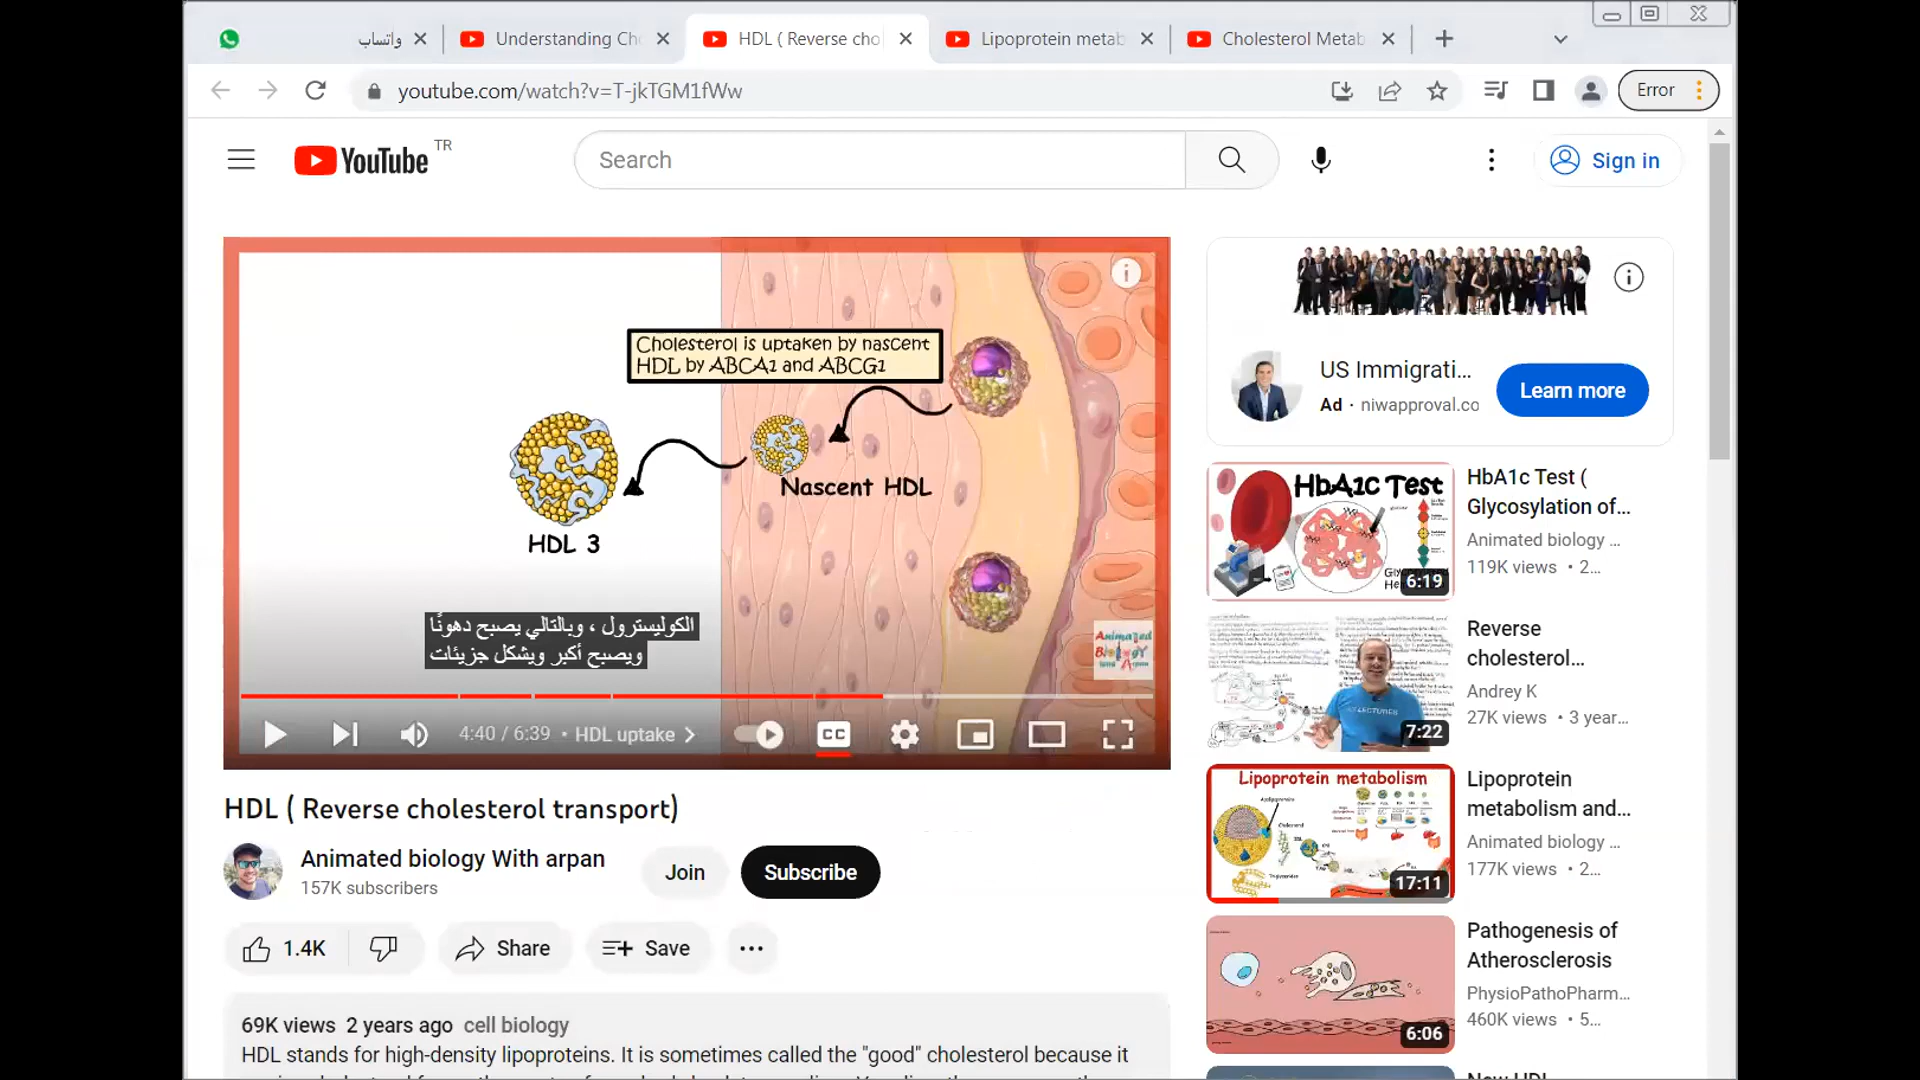 واتساب
Understanding Ch
HDL ( Reverse cho
Lipoprotein metab
Cholesterol Metab
youtube.com/watch?v=T-jkTGM1fWw
Error
YouTube TR
Search
Sign in
Cholesterol is uptaken by nascent
HDL by ABCA1 and ABCG1
Nascent HDL
HDL 3
الكوليسترول ، وبالتالي يصبح دهونًا
ويصبح أكبر ويشكل جزيئات
Animated
Biology
With Arpan
4:40 / 6:39 • HDL uptake
CC
HDL ( Reverse cholesterol transport)
Animated biology With arpan
157K subscribers
Join
Subscribe
1.4K
Share
Save
69K views 2 years ago cell biology
HDL stands for high-density lipoproteins. It is sometimes called the "good" cholesterol because it
US Immigrati...
Ad · niwapproval.co
Learn more
HbA1c Test
6:19
HbA1c Test (
Glycosylation of...
Animated biology ...
119K views • 2...
7:22
Reverse
cholesterol...
Andrey K
27K views • 3 year...
Lipoprotein metabolism
17:11
Lipoprotein
metabolism and...
Animated biology ...
177K views • 2...
6:06
Pathogenesis of
Atherosclerosis
PhysioPathoPharm...
460K views • 5...